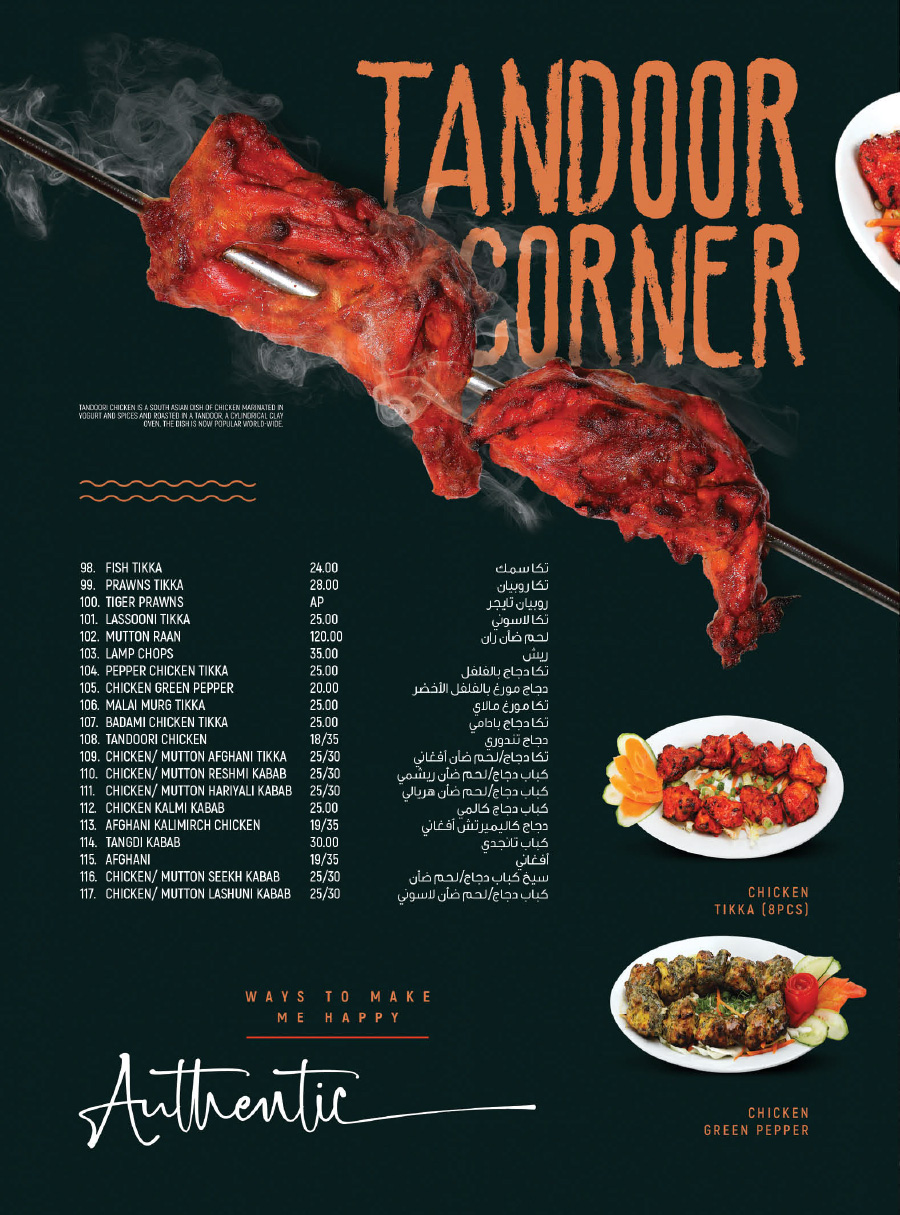 TANDOOR
CORNER
TANDOORI CHICKEN IS A SOUTH ASIAN DISH OF CHICKEN MARINATED IN
YOGURT AND SPICES AND ROASTED IN A TANDOOR, A CYLINDRICAL CLAY
OVEN. THE DISH IS NOW POPULAR WORLD-WIDE.
98. FISH TIKKA 24.00 تكا سمك
99. PRAWNS TIKKA 28.00 تكا روبيان
100. TIGER PRAWNS AP روبيان تايجر
101. LASSOONI TIKKA 25.00 تكا لاسوني
102. MUTTON RAAN 120.00 لحم ضأن ران
103. LAMP CHOPS 35.00 ريش
104. PEPPER CHICKEN TIKKA 25.00 تكا دجاج بالفلفل
105. CHICKEN GREEN PEPPER 20.00 دجاج مورغ بالفلفل الأخضر
106. MALAI MURG TIKKA 25.00 تكا مورغ مالاي
107. BADAMI CHICKEN TIKKA 25.00 تكا دجاج بادامي
108. TANDOORI CHICKEN 18/35 دجاج تندوري
109. CHICKEN/ MUTTON AFGHANI TIKKA 25/30 تكا دجاج/لحم ضأن أفغاني
110. CHICKEN/ MUTTON RESHMI KABAB 25/30 كباب دجاج/لحم ضأن ريشمي
111. CHICKEN/ MUTTON HARIYALI KABAB 25/30 كباب دجاج/لحم ضأن هريالي
112. CHICKEN KALMI KABAB 25.00 كباب دجاج كالمي
113. AFGHANI KALIMIRCH CHICKEN 19/35 دجاج كاليميرتش أفغاني
114. TANGDI KABAB 30.00 كباب تانجدي
115. AFGHANI 19/35 أفغاني
116. CHICKEN/ MUTTON SEEKH KABAB 25/30 سيخ كباب دجاج/لحم ضأن
117. CHICKEN/ MUTTON LASHUNI KABAB 25/30 كباب دجاج/لحم ضأن لاسوني
CHICKEN
TIKKA (8PCS)
WAYS TO MAKE
ME HAPPY
Authentic
CHICKEN
GREEN PEPPER